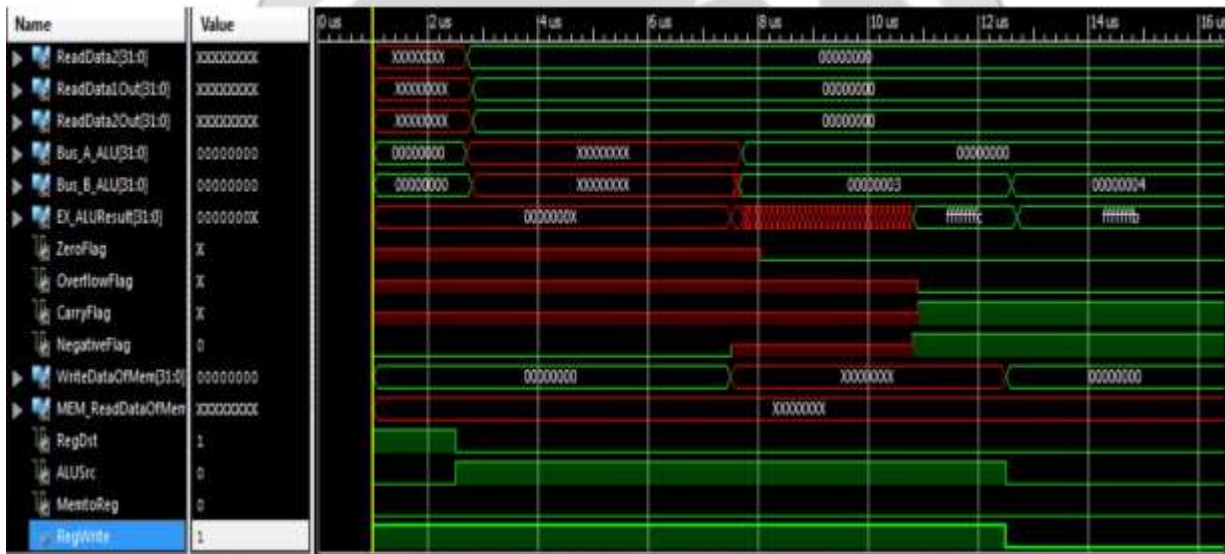 Name Value 0 us 2 us 4 us 6 us 8 us 10 us 12 us 14 us 16 us
ReadData2[31:0] XXXXXXXX XXXXXXXX 00000000
ReadData1Out[31:0] XXXXXXXX XXXXXXXX 00000000
ReadData2Out[31:0] XXXXXXXX XXXXXXXX 00000000
Bus_A_ALU[31:0] 00000000 00000000 XXXXXXXX 00000000
Bus_B_ALU[31:0] 00000000 00000000 XXXXXXXX 00000003 00000004
EX_ALUResult[31:0] 0000000X 0000000X fffffffc fffffffb
ZeroFlag X
OverflowFlag X
CarryFlag X
NegativeFlag 0
WriteDataOfMem[31:0] 00000000 00000000 XXXXXXXX 00000000
MEM_ReadDataOfMem XXXXXXXX XXXXXXXX
RegDst 1
ALUSrc 0
MemtoReg 0
RegWrite 1